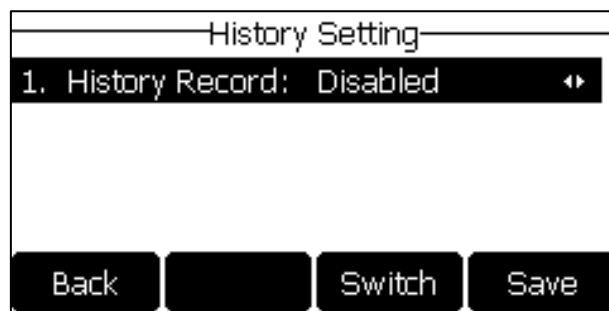 History Setting
1. History Record: Disabled
Back Switch Save